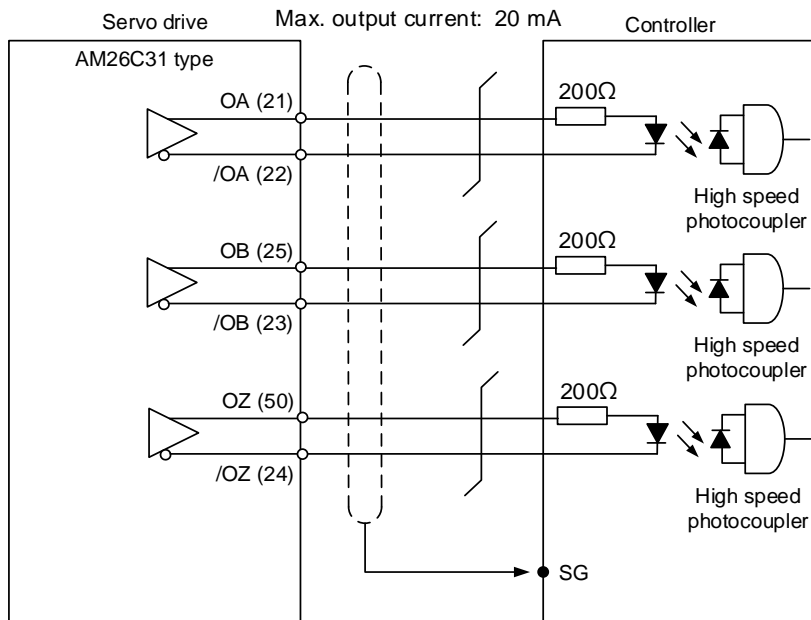 Servo drive
Max. output current: 20 mA
Controller
AM26C31 type
OA (21)
200Ω
/OA (22)
High speed
photocoupler
OB (25)
200Ω
/OB (23)
High speed
photocoupler
OZ (50)
200Ω
/OZ (24)
High speed
photocoupler
SG